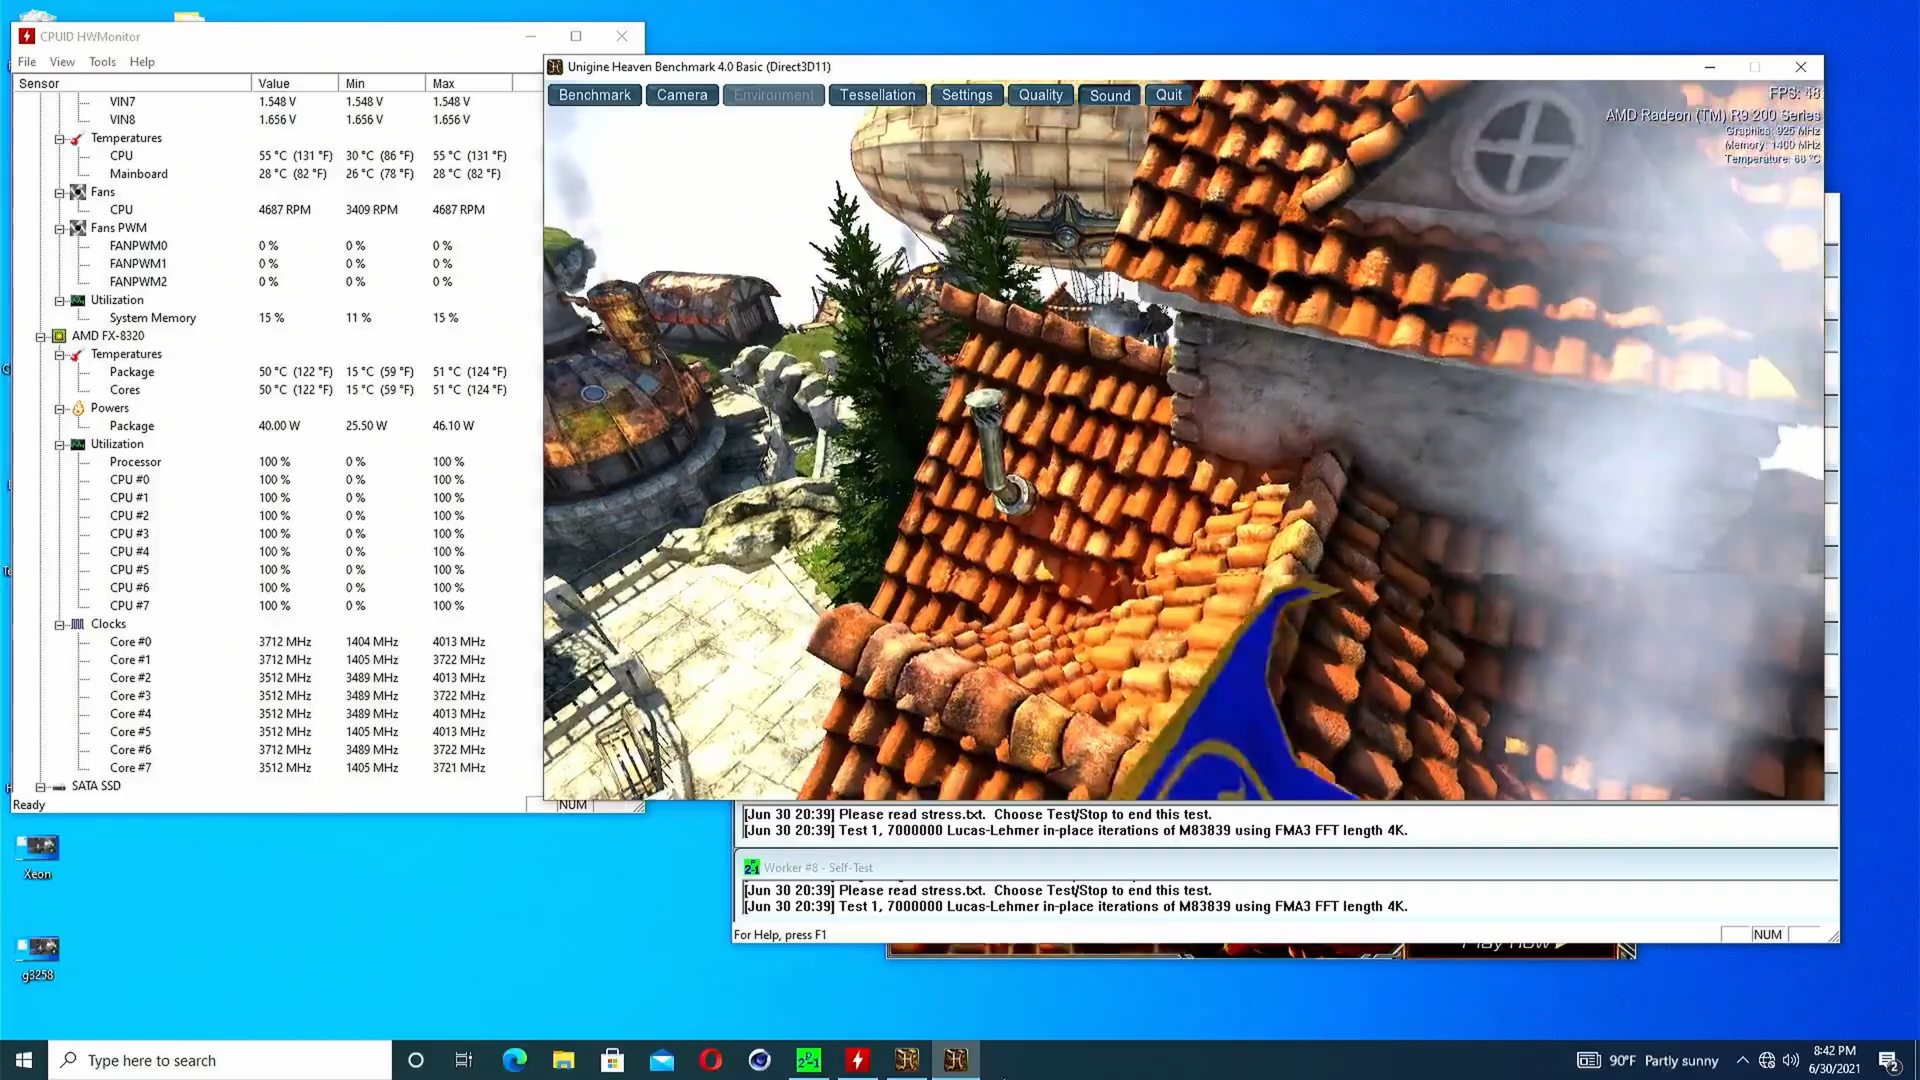 CPUID HWMonitor
File View Tools Help
Sensor Value Min Max
VIN7 1.548 V 1.548 V 1.548 V
VIN8 1.656 V 1.656 V 1.656 V
Temperatures
CPU 55 °C (131 °F) 30 °C (86 °F) 55 °C (131 °F)
Mainboard 28 °C (82 °F) 26 °C (78 °F) 28 °C (82 °F)
Fans
CPU 4687 RPM 3409 RPM 4687 RPM
Fans PWM
FANPWM0 0 % 0 % 0 %
FANPWM1 0 % 0 % 0 %
FANPWM2 0 % 0 % 0 %
Utilization
System Memory 15 % 11 % 15 %
AMD FX-8320
Temperatures
Package 50 °C (122 °F) 15 °C (59 °F) 51 °C (124 °F)
Cores 50 °C (122 °F) 15 °C (59 °F) 51 °C (124 °F)
Powers
Package 40.00 W 25.50 W 46.10 W
Utilization
Processor 100 % 0 % 100 %
CPU #0 100 % 0 % 100 %
CPU #1 100 % 0 % 100 %
CPU #2 100 % 0 % 100 %
CPU #3 100 % 0 % 100 %
CPU #4 100 % 0 % 100 %
CPU #5 100 % 0 % 100 %
CPU #6 100 % 0 % 100 %
CPU #7 100 % 0 % 100 %
Clocks
Core #0 3712 MHz 1404 MHz 4013 MHz
Core #1 3712 MHz 1405 MHz 3722 MHz
Core #2 3512 MHz 3489 MHz 4013 MHz
Core #3 3512 MHz 3489 MHz 3722 MHz
Core #4 3512 MHz 3489 MHz 4013 MHz
Core #5 3512 MHz 1405 MHz 4013 MHz
Core #6 3712 MHz 3489 MHz 3722 MHz
Core #7 3512 MHz 1405 MHz 3721 MHz
SATA SSD
Ready NUM
Unigine Heaven Benchmark 4.0 Basic (Direct3D11)
Benchmark Camera Environment Tessellation Settings Quality Sound Quit
FPS: 48
AMD Radeon (TM) R9 200 Series
Graphics: 925 MHz
Memory: 1400 MHz
Temperature: 66 °C
[Jun 30 20:39] Please read stress.txt. Choose Test/Stop to end this test.
[Jun 30 20:39] Test 1, 7000000 Lucas-Lehmer in-place iterations of M83839 using FMA3 FFT length 4K.
Worker #8 - Self-Test
[Jun 30 20:39] Please read stress.txt. Choose Test/Stop to end this test.
[Jun 30 20:39] Test 1, 7000000 Lucas-Lehmer in-place iterations of M83839 using FMA3 FFT length 4K.
For Help, press F1 NUM
Play Now
Xeon
g3258
Type here to search
90°F Partly sunny
8:42 PM
6/30/2021
2